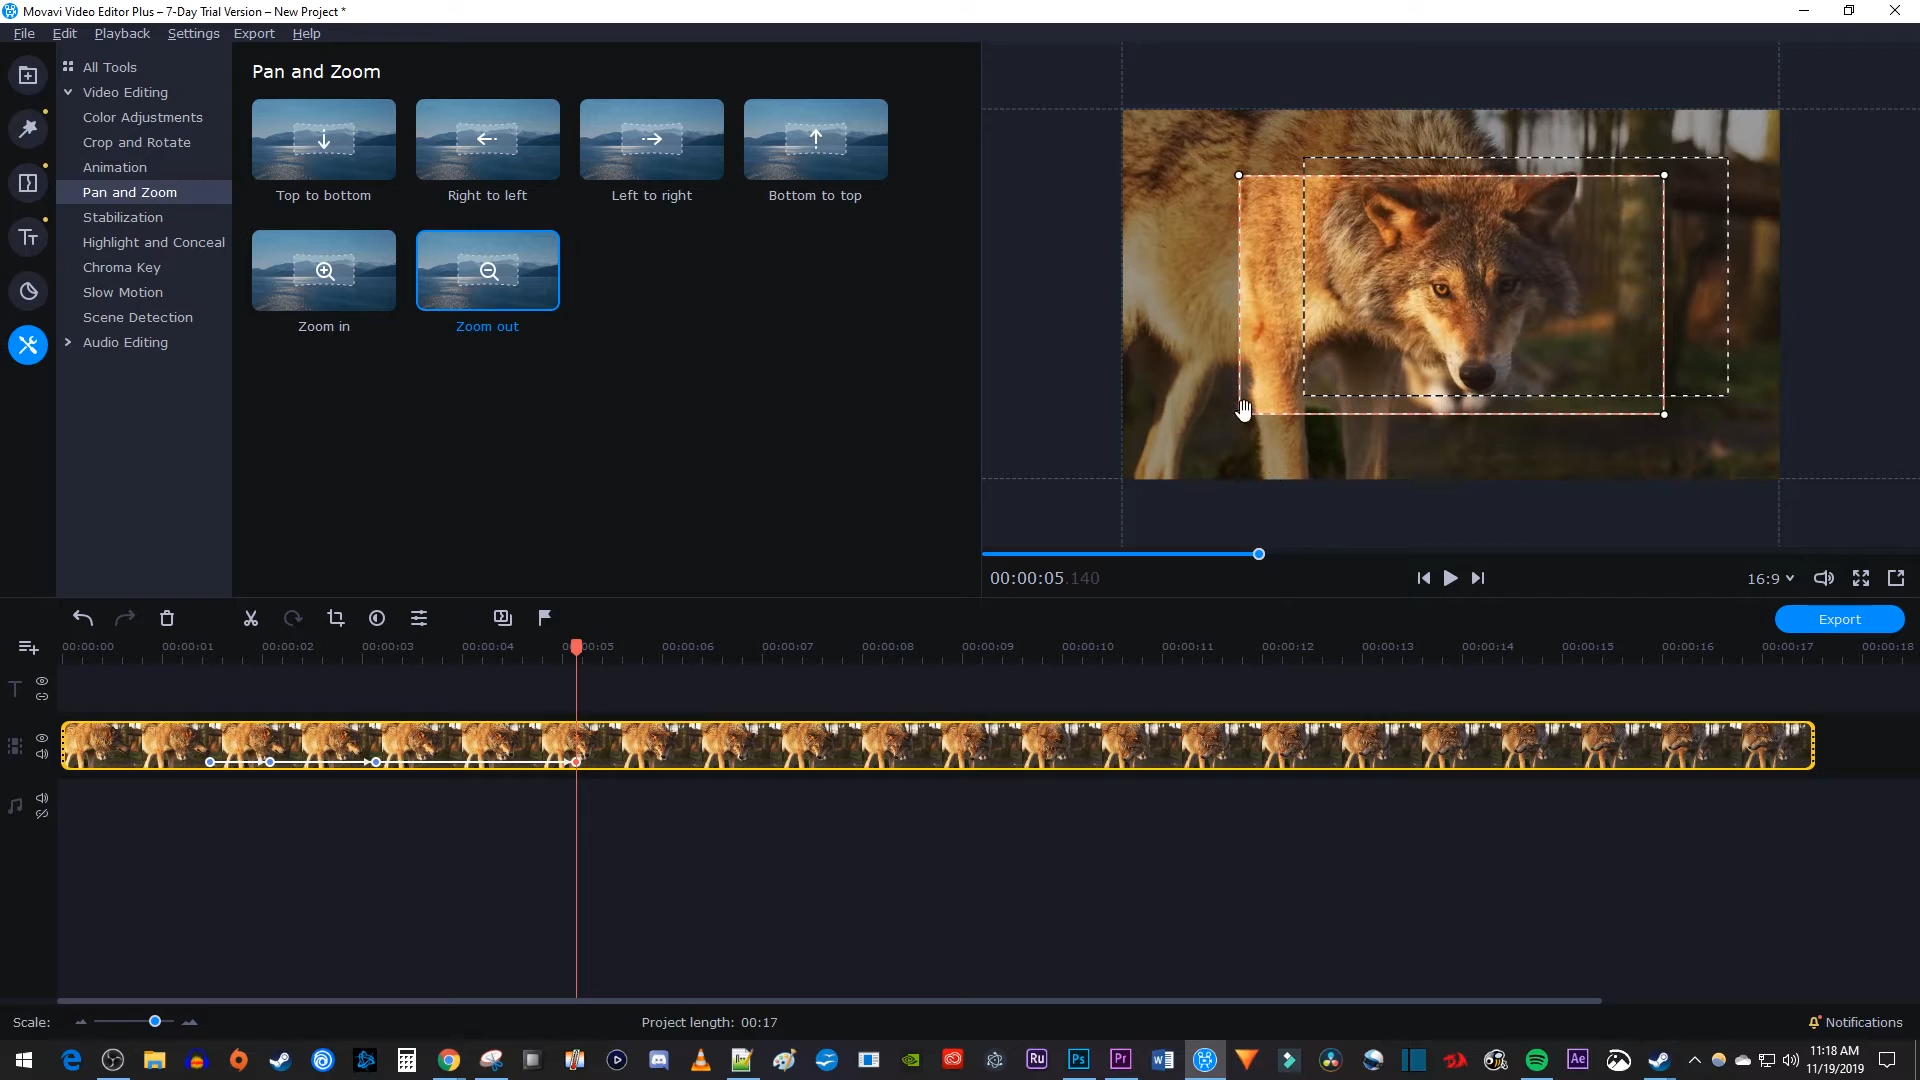 Movavi Video Editor Plus – 7-Day Trial Version – New Project *
File Edit Playback Settings Export Help
All Tools
Video Editing
Color Adjustments
Crop and Rotate
Animation
Pan and Zoom
Stabilization
Highlight and Conceal
Chroma Key
Slow Motion
Scene Detection
Audio Editing
Pan and Zoom
Top to bottom
Right to left
Left to right
Bottom to top
Zoom in
Zoom out
00:00:05.140
16:9
Export
00:00:00 00:00:01 00:00:02 00:00:03 00:00:04 00:00:05 00:00:06 00:00:07 00:00:08 00:00:09 00:00:10 00:00:11 00:00:12 00:00:13 00:00:14 00:00:15 00:00:16 00:00:17 00:00:18
Scale:
Project length: 00:17
Notifications
Ru
Ps
Pr
Ae
11:18 AM
11/19/2019